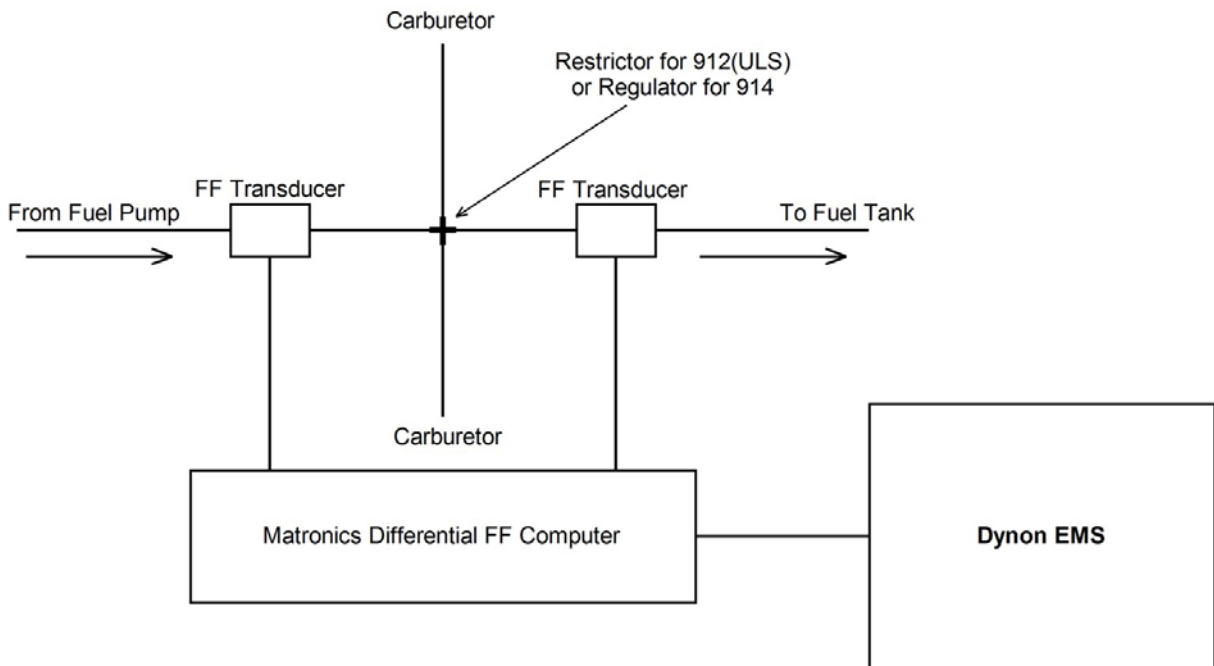 Carburetor
Restrictor for 912(ULS)
or Regulator for 914
FF Transducer
FF Transducer
From Fuel Pump
To Fuel Tank
Carburetor
Matronics Differential FF Computer
Dynon EMS